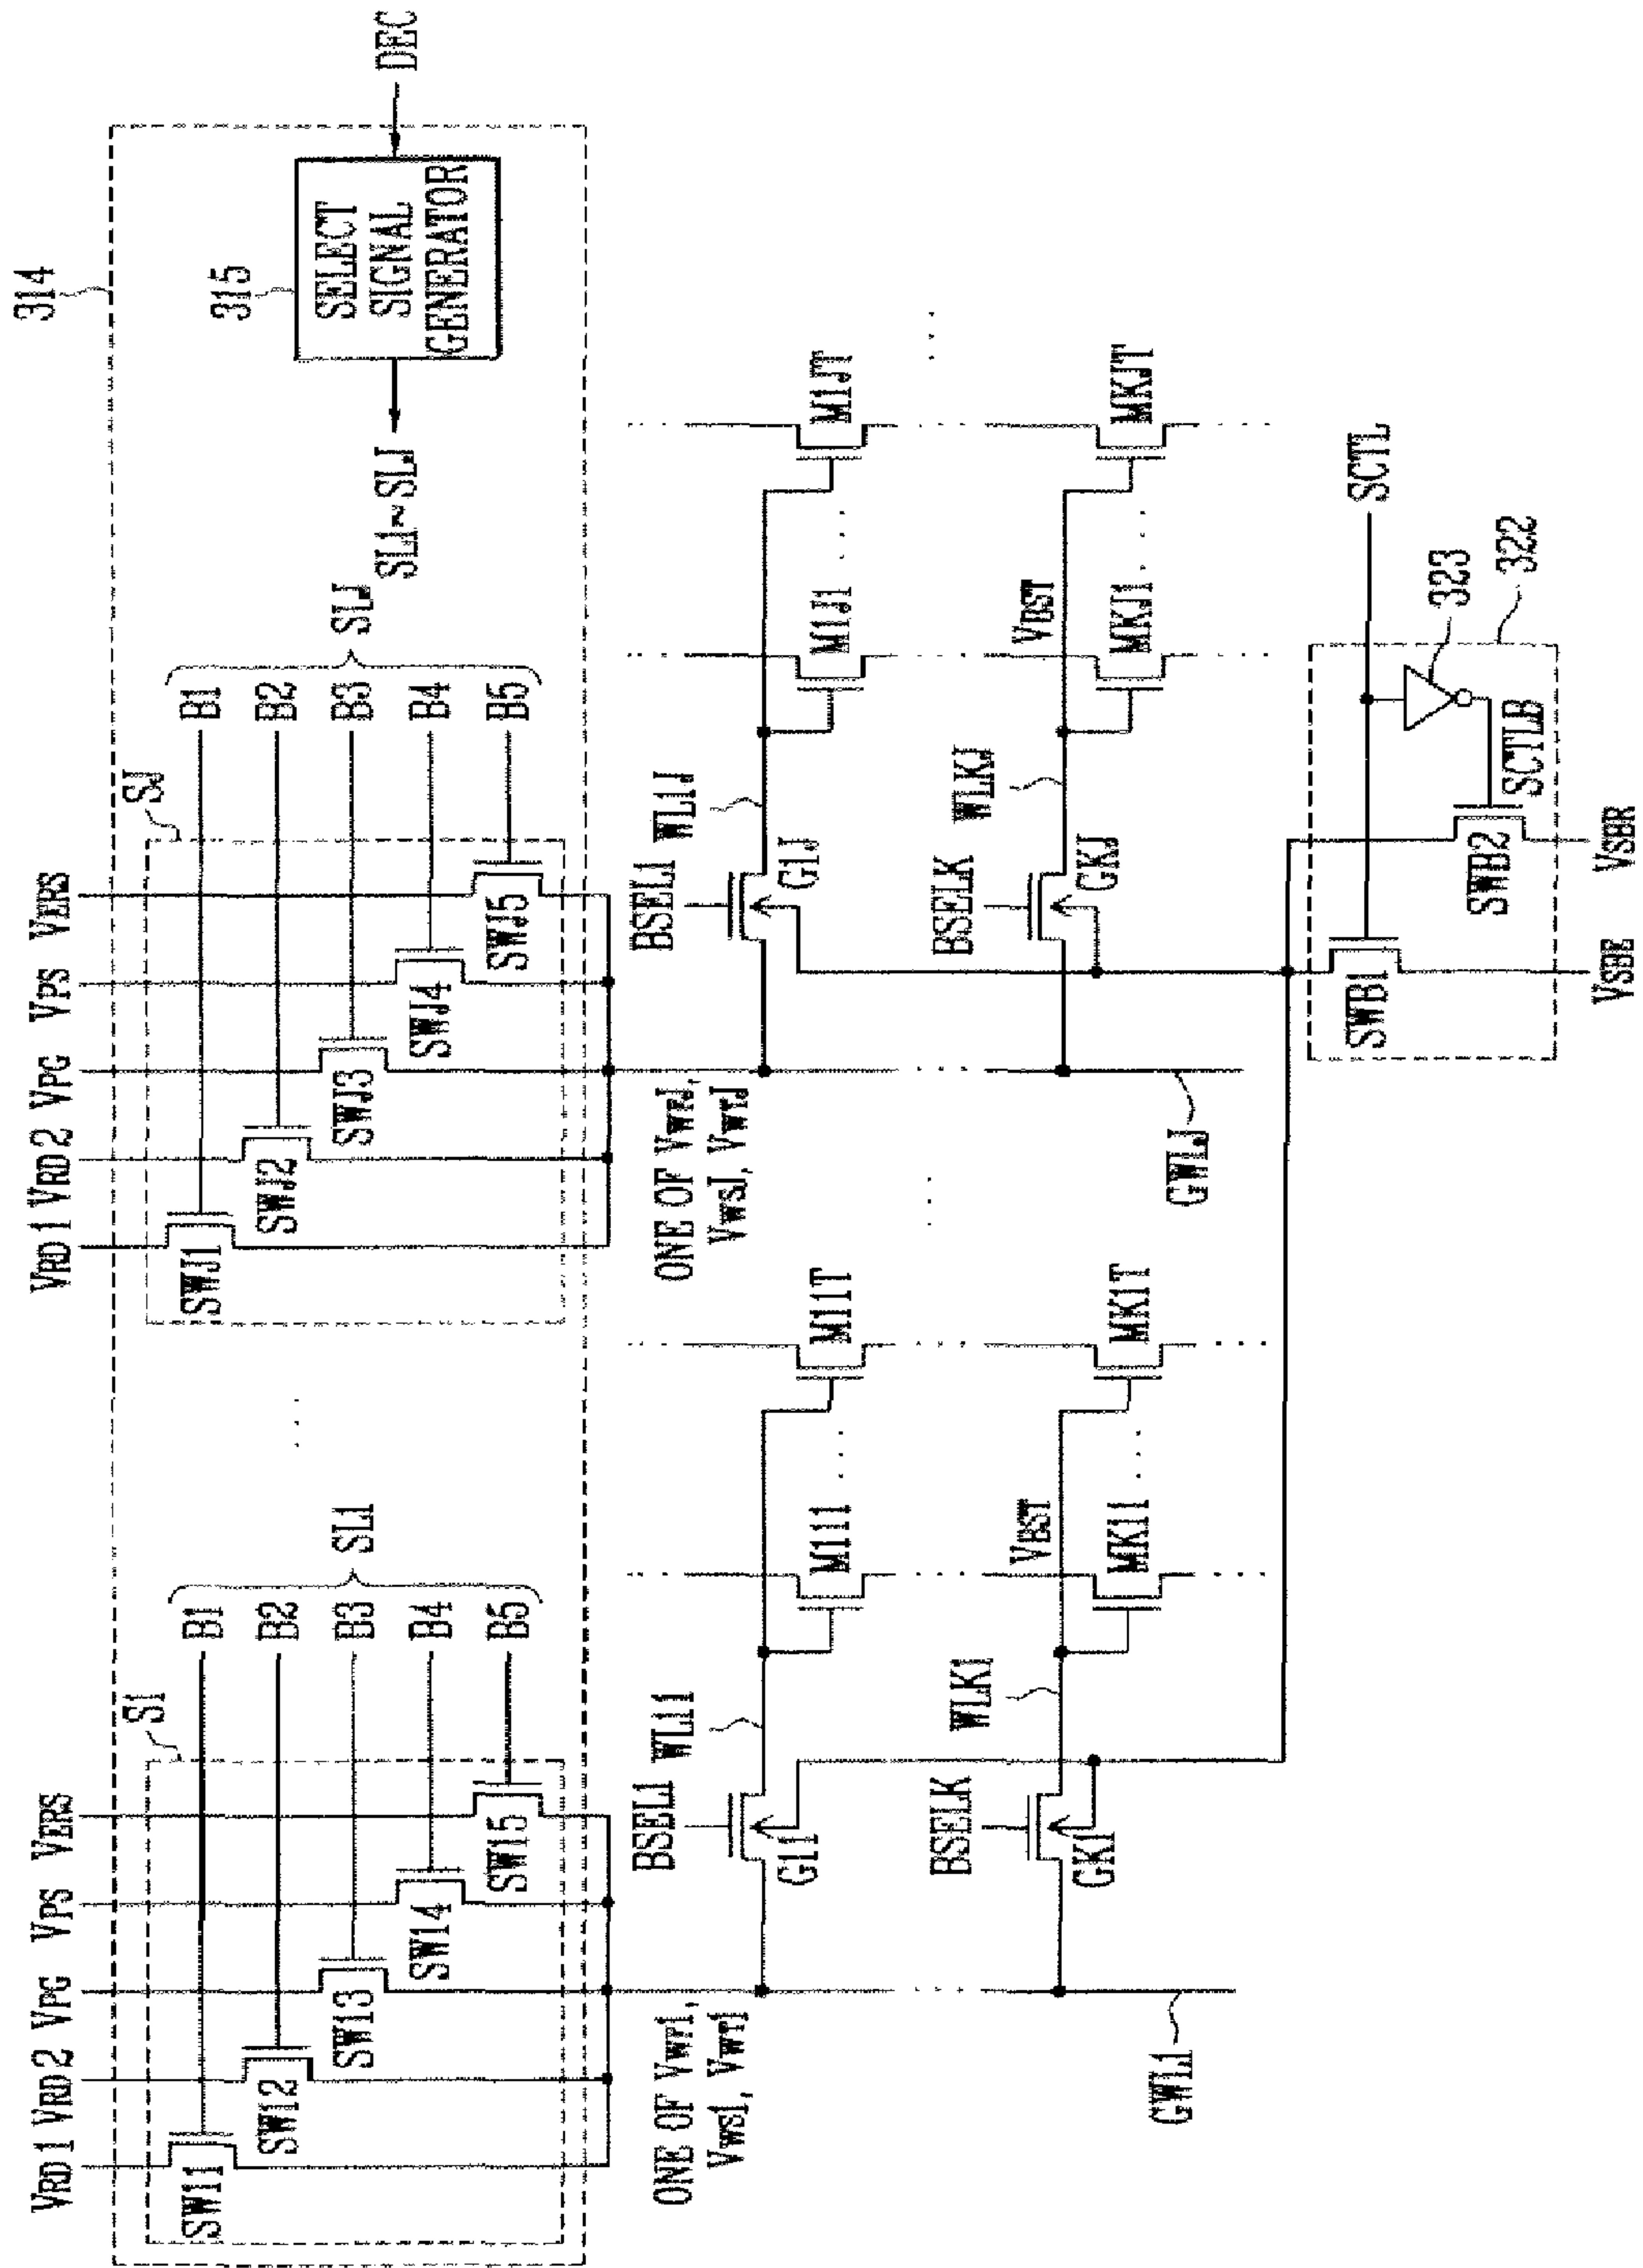 314
315
SELECT
SIGNAL
GENERATOR
DEC
SL1~SLJ
VRD1 VRD2 VPG VPS VERS
S1
SW11
SW12
SW13
SW14
SW15
B1
B2
B3
B4
B5
SL1
. . .
VRD1 VRD2 VPG VPS VERS
SJ
SWJ1
SWJ2
SWJ3
SWJ4
SWJ5
B1
B2
B3
B4
B5
SLJ
ONE OF VWP1,
VWS1, VWT1
BSEL1
WL11
G11
M111
. . .
M11T
BSELK
WLK1
GK1
VBST
MK11
. . .
MK1T
GWL1
. . .
ONE OF VWPJ,
VWSJ, VWTJ
BSEL1
WL1J
G1J
M1J1
. . .
M1JT
BSELK
WLKJ
GKJ
VBST
MKJ1
. . .
MKJT
. . .
GWLJ
SCTL
323
322
SWB1
SWB2
SCTLB
VSBE
VSBR